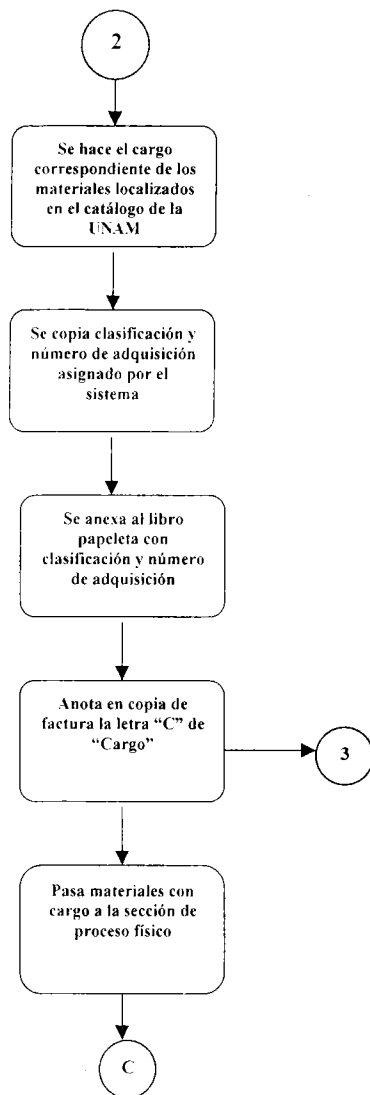 2
Se hace el cargo
correspondiente de los
materiales localizados
en el catálogo de la
UNAM
Se copia clasificación y
número de adquisición
asignado por el
sistema
Se anexa al libro
papeleta con
clasificación y número
de adquisición
Anota en copia de
factura la letra “C” de
“Cargo”
3
Pasa materiales con
cargo a la sección de
proceso físico
C